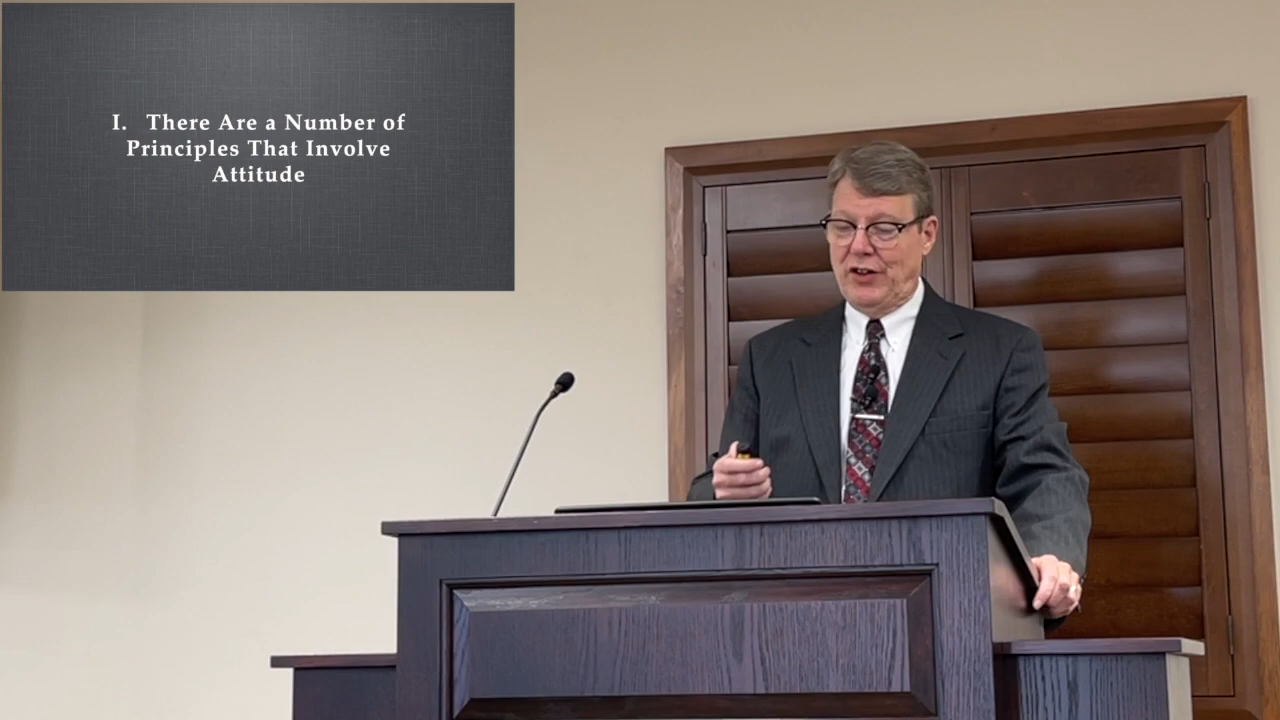 I. There Are a Number of
Principles That Involve
Attitude